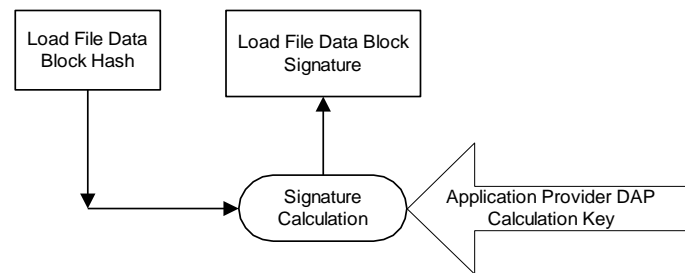 Load File Data
Block Hash
Load File Data Block
Signature
Signature
Calculation
Application Provider DAP
Calculation Key